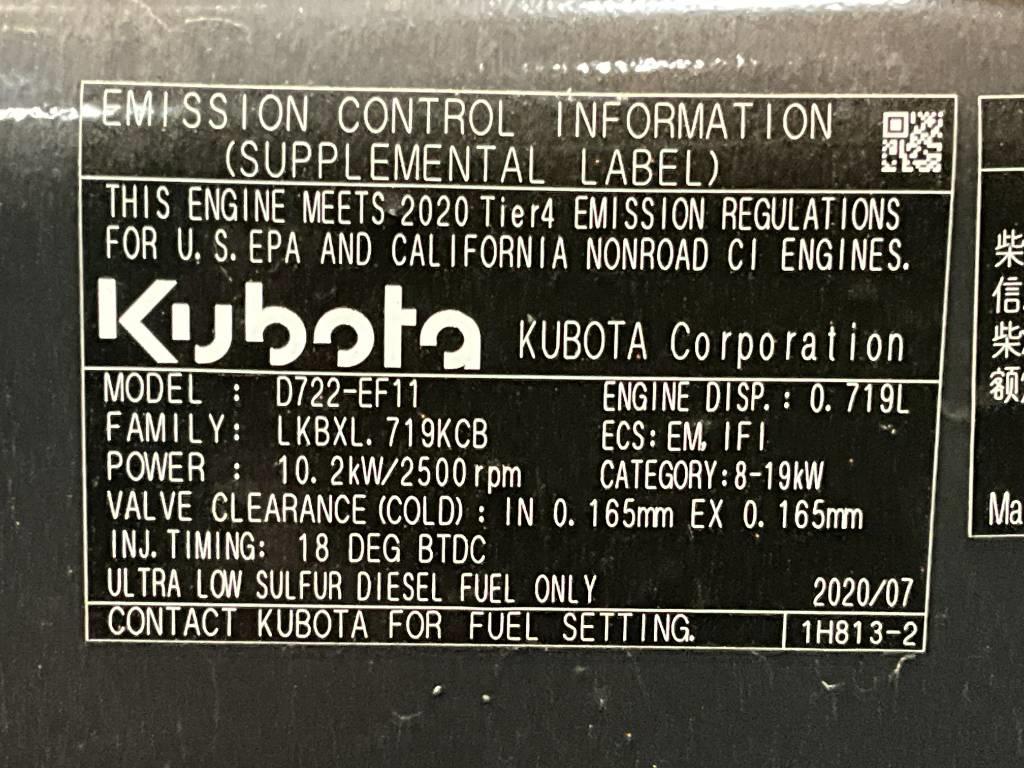 EMISSION CONTROL INFORMATION
(SUPPLEMENTAL LABEL)
THIS ENGINE MEETS 2020 Tier4 EMISSION REGULATIONS
FOR U.S.EPA AND CALIFORNIA NONROAD CI ENGINES.
Kubota KUBOTA Corporation
MODEL : D722-EF11 ENGINE DISP.: 0.719L
FAMILY: LKBXL.719KCB ECS:EM, IFI
POWER : 10.2kW/2500rpm CATEGORY:8-19kW
VALVE CLEARANCE(COLD): IN 0.165mm EX 0.165mm
INJ.TIMING: 18 DEG BTDC
ULTRA LOW SULFUR DIESEL FUEL ONLY 2020/07
CONTACT KUBOTA FOR FUEL SETTING. 1H813-2
柴
信
柴
额
Ma